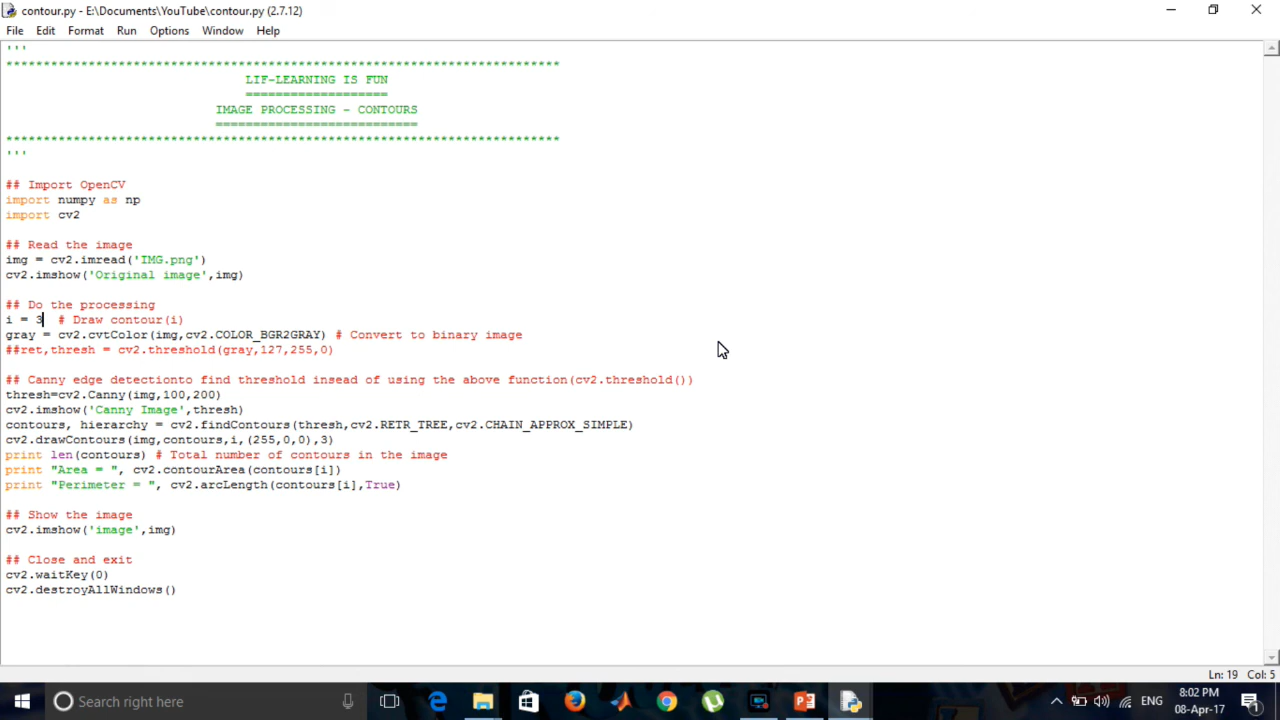 contour.py - E:\Documents\YouTube\contour.py (2.7.12)
File Edit Format Run Options Window Help
'''
**************************************************************************
LIF-LEARNING IS FUN
===================
IMAGE PROCESSING - CONTOURS
===========================
**************************************************************************
'''
## Import OpenCV
import numpy as np
import cv2
## Read the image
img = cv2.imread('IMG.png')
cv2.imshow('Original image',img)
## Do the processing
i = 3  # Draw contour(i)
gray = cv2.cvtColor(img,cv2.COLOR_BGR2GRAY) # Convert to binary image
##ret,thresh = cv2.threshold(gray,127,255,0)
## Canny edge detectionto find threshold insead of using the above function(cv2.threshold())
thresh=cv2.Canny(img,100,200)
cv2.imshow('Canny Image',thresh)
contours, hierarchy = cv2.findContours(thresh,cv2.RETR_TREE,cv2.CHAIN_APPROX_SIMPLE)
cv2.drawContours(img,contours,i,(255,0,0),3)
print len(contours) # Total number of contours in the image
print "Area = ", cv2.contourArea(contours[i])
print "Perimeter = ", cv2.arcLength(contours[i],True)
## Show the image
cv2.imshow('image',img)
## Close and exit
cv2.waitKey(0)
cv2.destroyAllWindows()
Ln: 19 Col: 5
Search right here
ENG
8:02 PM
08-Apr-17
1